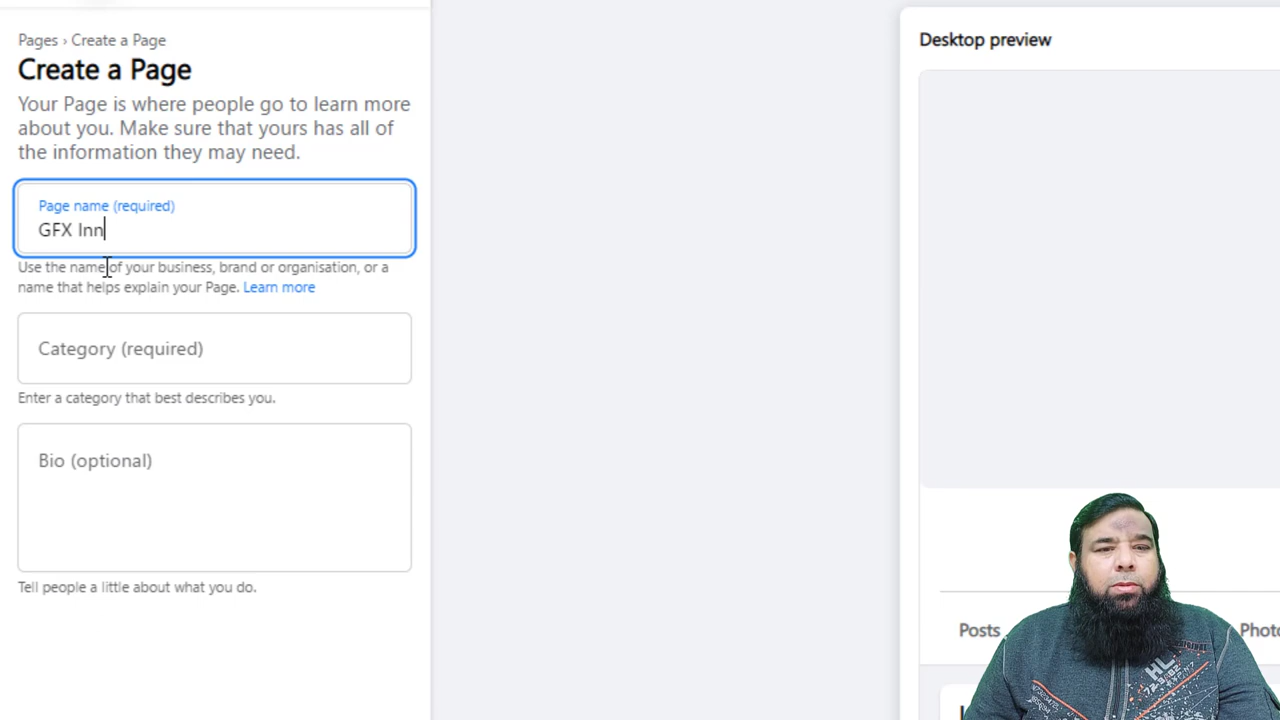 Pages › Create a Page
Create a Page
Your Page is where people go to learn more
about you. Make sure that yours has all of
the information they may need.
Page name (required)
GFX Inn
Use the name of your business, brand or organisation, or a
name that helps explain your Page. Learn more
Category (required)
Enter a category that best describes you.
Bio (optional)
Tell people a little about what you do.
Desktop preview
Posts
HL